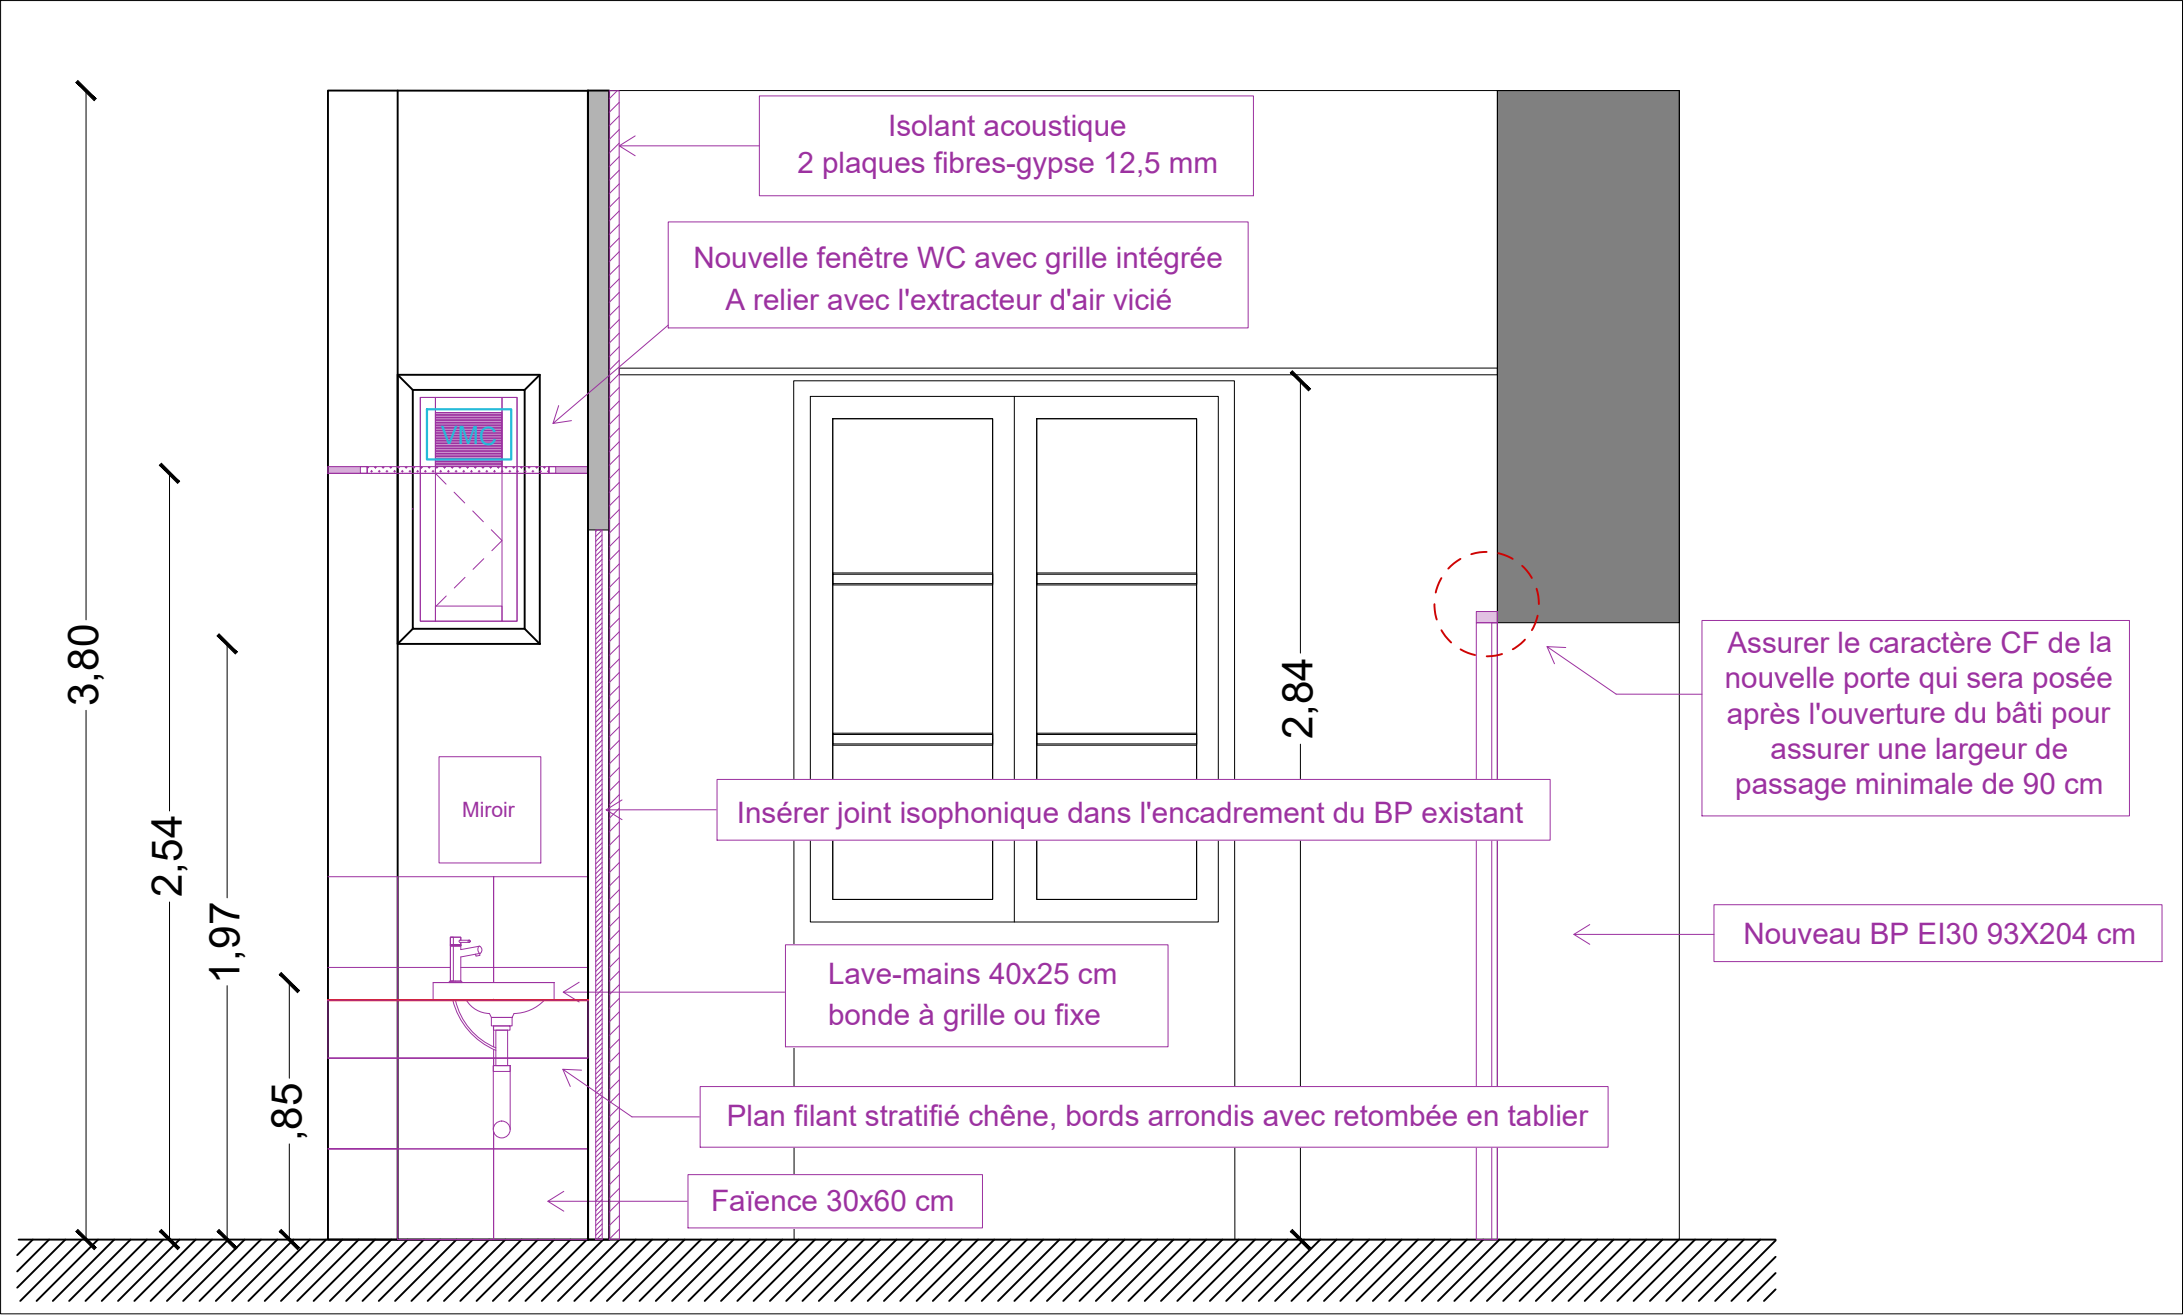 Isolant acoustique
2 plaques fibres-gypse 12,5 mm
Nouvelle fenêtre WC avec grille intégrée
A relier avec l'extracteur d'air vicié
VMC
3,80
2,54
1,97
,85
2,84
Miroir
Assurer le caractère CF de la
nouvelle porte qui sera posée
après l'ouverture du bâti pour
assurer une largeur de
passage minimale de 90 cm
Insérer joint isophonique dans l'encadrement du BP existant
Nouveau BP EI30 93X204 cm
Lave-mains 40x25 cm
bonde à grille ou fixe
Plan filant stratifié chêne, bords arrondis avec retombée en tablier
Faïence 30x60 cm